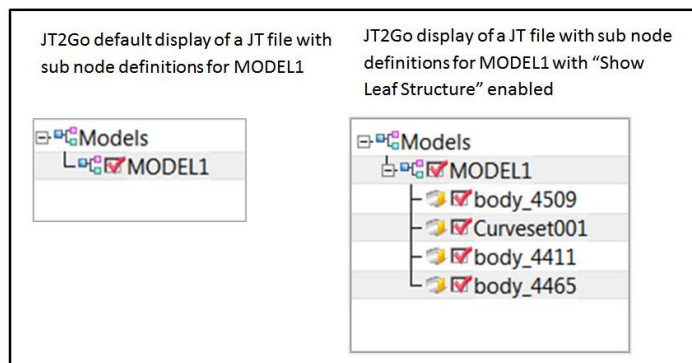 JT2Go default display of a JT file with
sub node definitions for MODEL1
Models
MODEL1
JT2Go display of a JT file with sub node
definitions for MODEL1 with “Show
Leaf Structure” enabled
Models
MODEL1
body_4509
Curveset001
body_4411
body_4465